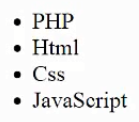 • PHP
• Html
• Css
• JavaScript